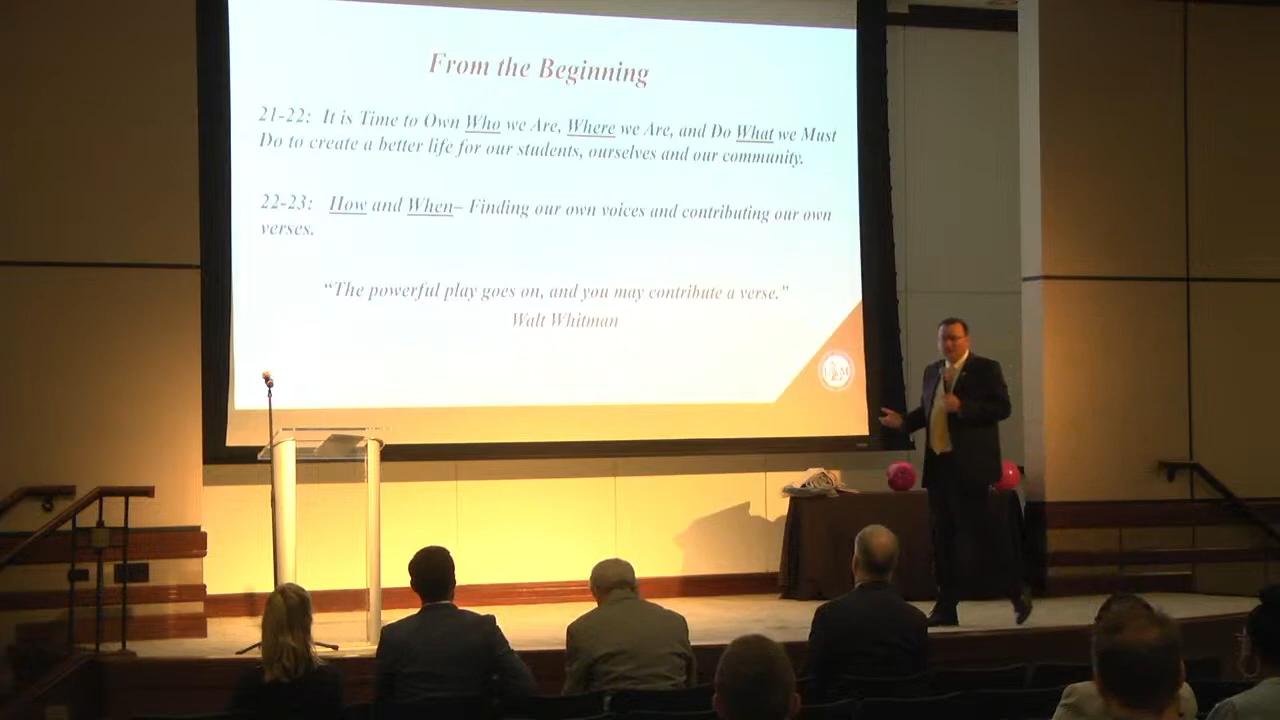 From the Beginning
21-22: It is Time to Own Who we Are, Where we Are, and Do What we Must
Do to create a better life for our students, ourselves and our community.
22-23: How and When– Finding our own voices and contributing our own
verses.
“The powerful play goes on, and you may contribute a verse.”
Walt Whitman